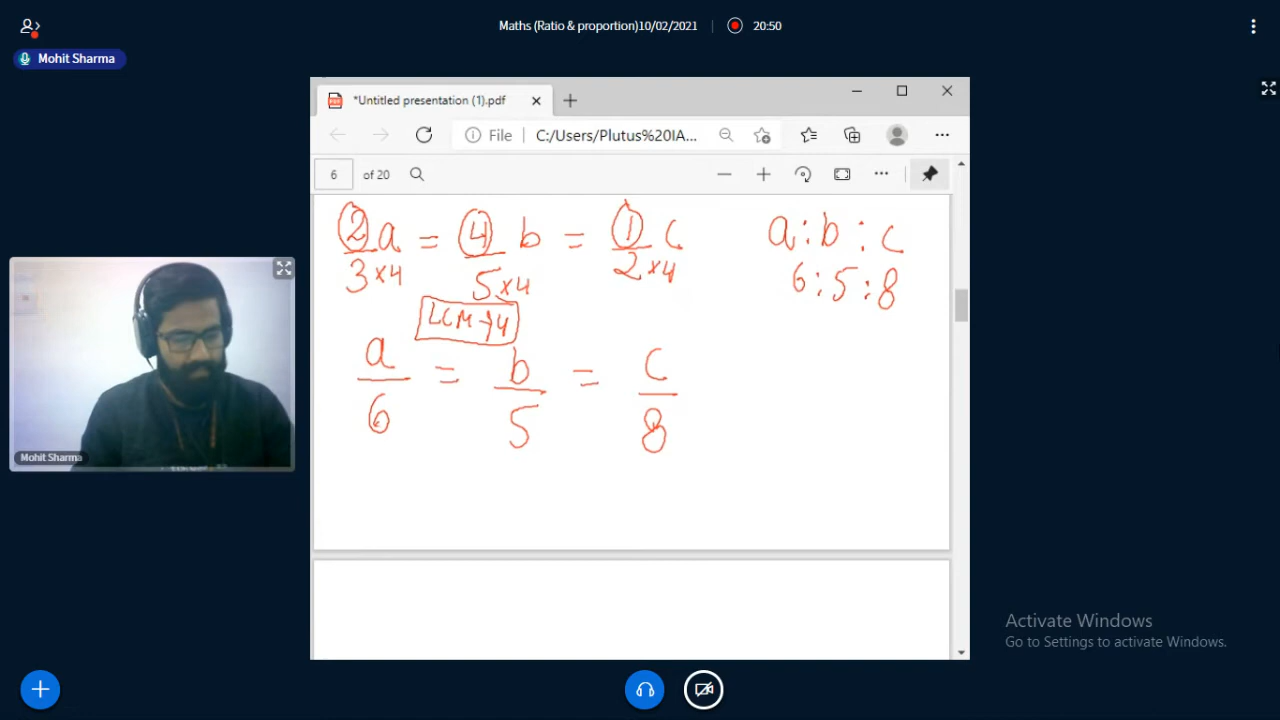 Maths (Ratio & proportion)10/02/2021 | 20:50
Mohit Sharma
*Untitled presentation (1).pdf
File | C:/Users/Plutus%20IA...
6 of 20
2a/3×4 = 4/5×4 b = 1/2×4 c
a : b : c
6 : 5 : 8
LCM → 4
a/6 = b/5 = c/8
Mohit Sharma
Activate Windows
Go to Settings to activate Windows.